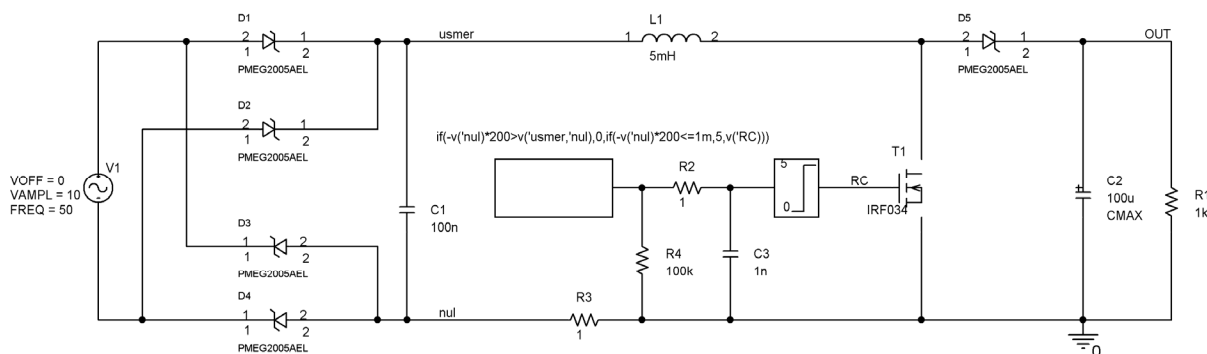 D1
2 1
1 2
PMEG2005AEL
usmer
L1
1 2
5mH
D5
2 1
1 2
PMEG2005AEL
OUT
D2
2 1
1 2
PMEG2005AEL
if(-v('nul)*200>v('usmer,'nul),0,if(-v('nul)*200<=1m,5,v('RC)))
V1
VOFF = 0
VAMPL = 10
FREQ = 50
R2
1
5
0
RC
T1
IRF034
C1
100n
C2
100u
CMAX
R1
1k
D3
1 2
1 2
PMEG2005AEL
R4
100k
C3
1n
D4
1 2
1 2
PMEG2005AEL
nul
R3
1
0